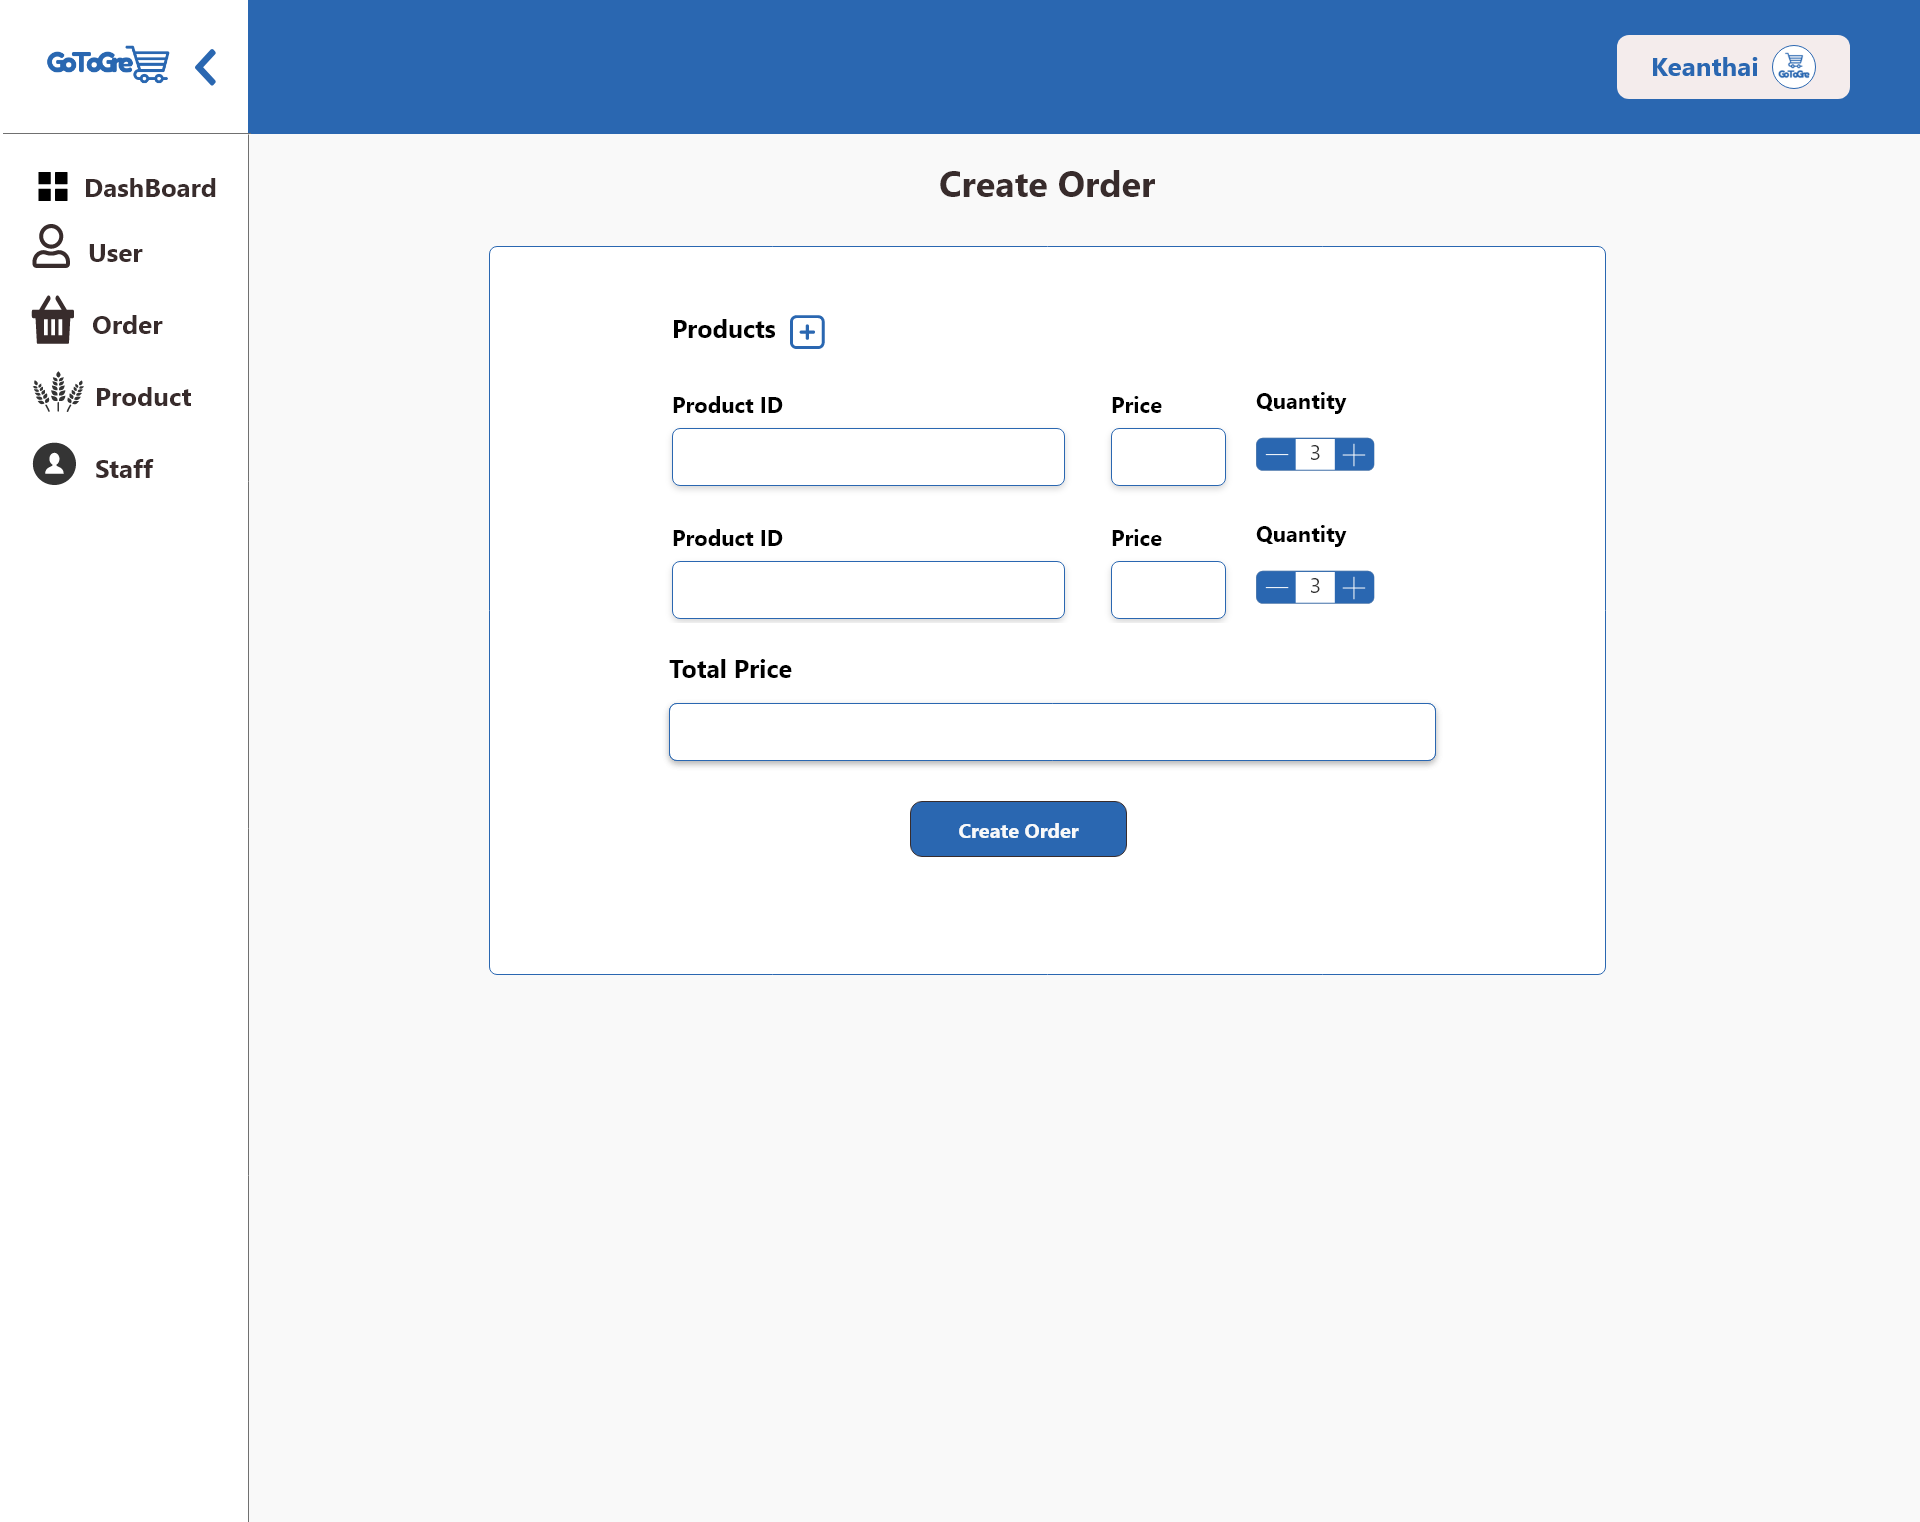 GoToGre
Keanthai
GoToGre
DashBoard
User
Order
Product
Staff
Create Order
Products
Product ID
Price
Quantity
3
Product ID
Price
Quantity
3
Total Price
Create Order